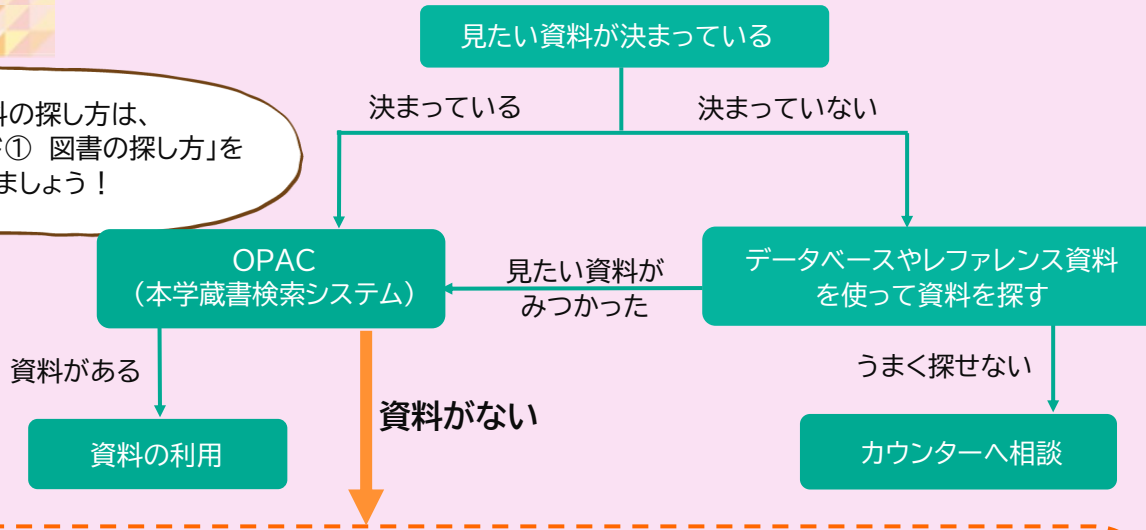 見たい資料が決まっている
の探し方は、
① 図書の探し方」を
ましょう！
決まっている
決まっていない
OPAC
（本学蔵書検索システム）
見たい資料が
みつかった
データベースやレファレンス資料
を使って資料を探す
資料がある
資料がない
うまく探せない
資料の利用
カウンターへ相談